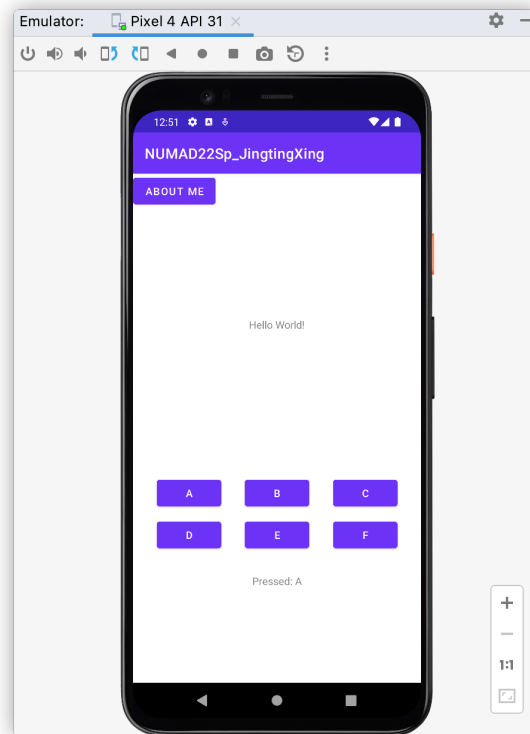 Emulator: Pixel 4 API 31
12:51
NUMAD22Sp_JingtingXing
ABOUT ME
Hello World!
A B C
D E F
Pressed: A
1:1